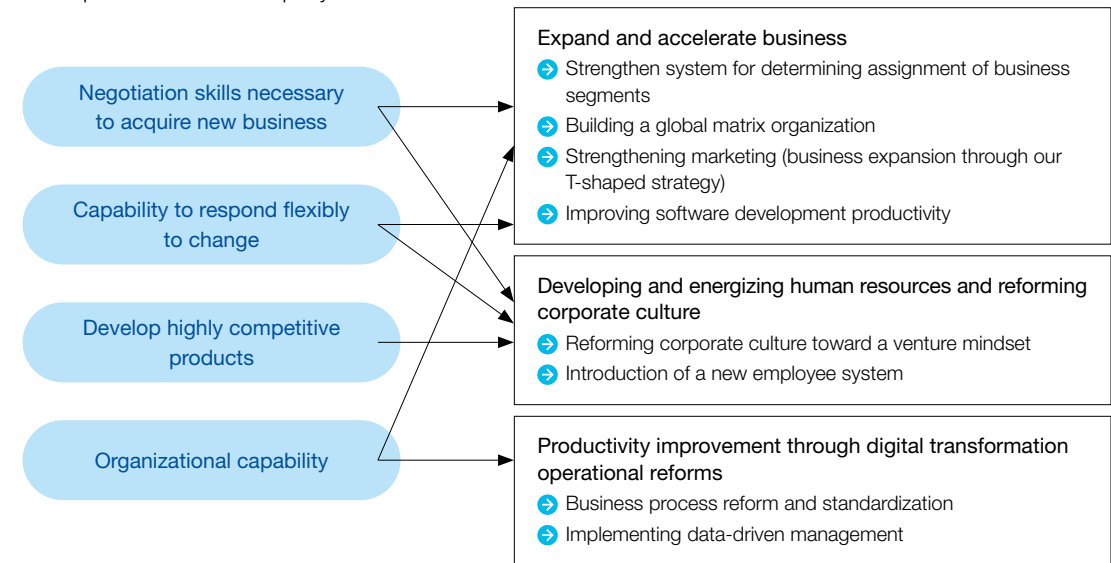 Negotiation skills necessary
to acquire new business
Capability to respond flexibly
to change
Develop highly competitive
products
Organizational capability
Expand and accelerate business
Strengthen system for determining assignment of business
segments
Building a global matrix organization
Strengthening marketing (business expansion through our
T-shaped strategy)
Improving software development productivity
Developing and energizing human resources and reforming
corporate culture
Reforming corporate culture toward a venture mindset
Introduction of a new employee system
Productivity improvement through digital transformation
operational reforms
Business process reform and standardization
Implementing data-driven management